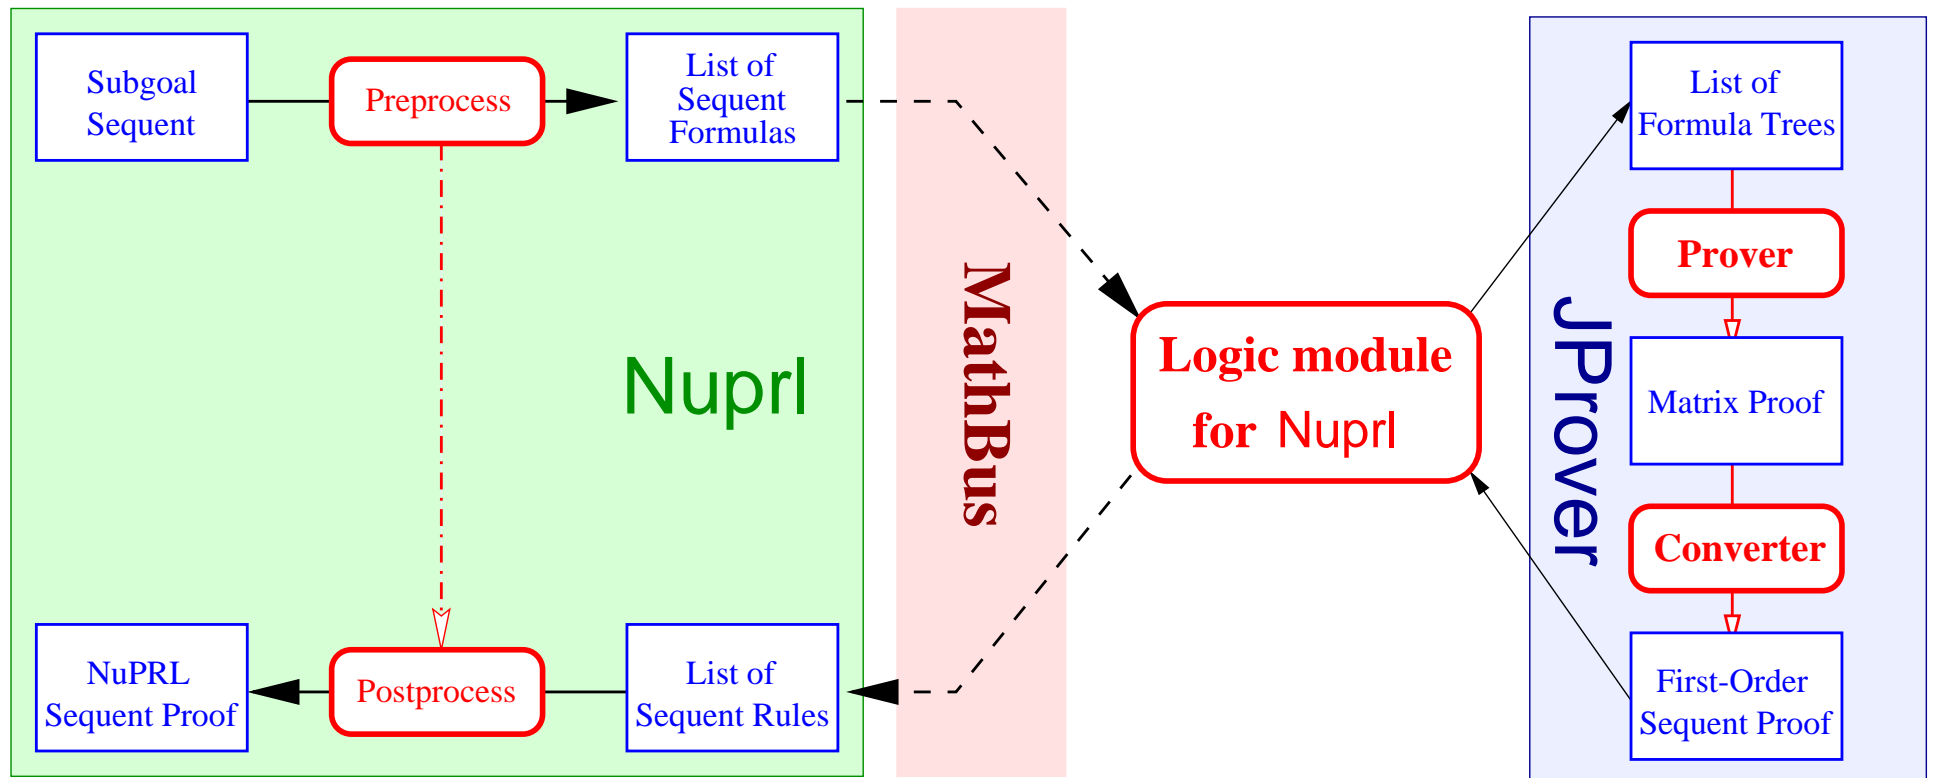 Subgoal
Sequent
Preprocess
List of
Sequent
Formulas
Nuprl
NuPRL
Sequent Proof
Postprocess
List of
Sequent Rules
MathBus
Logic module
for Nuprl
JProver
List of
Formula Trees
Prover
Matrix Proof
Converter
First-Order
Sequent Proof